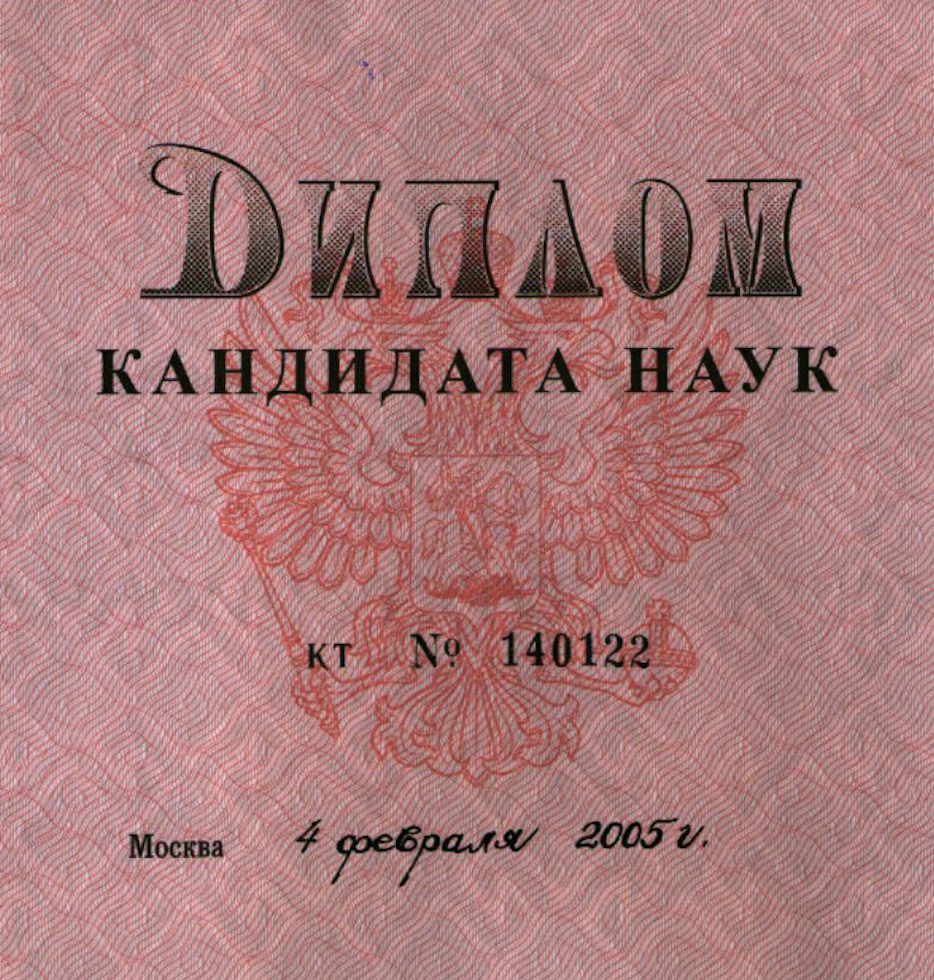 Диплом
КАНДИДАТА НАУК
КТ № 140122
Москва 4 февраля 2005 г.